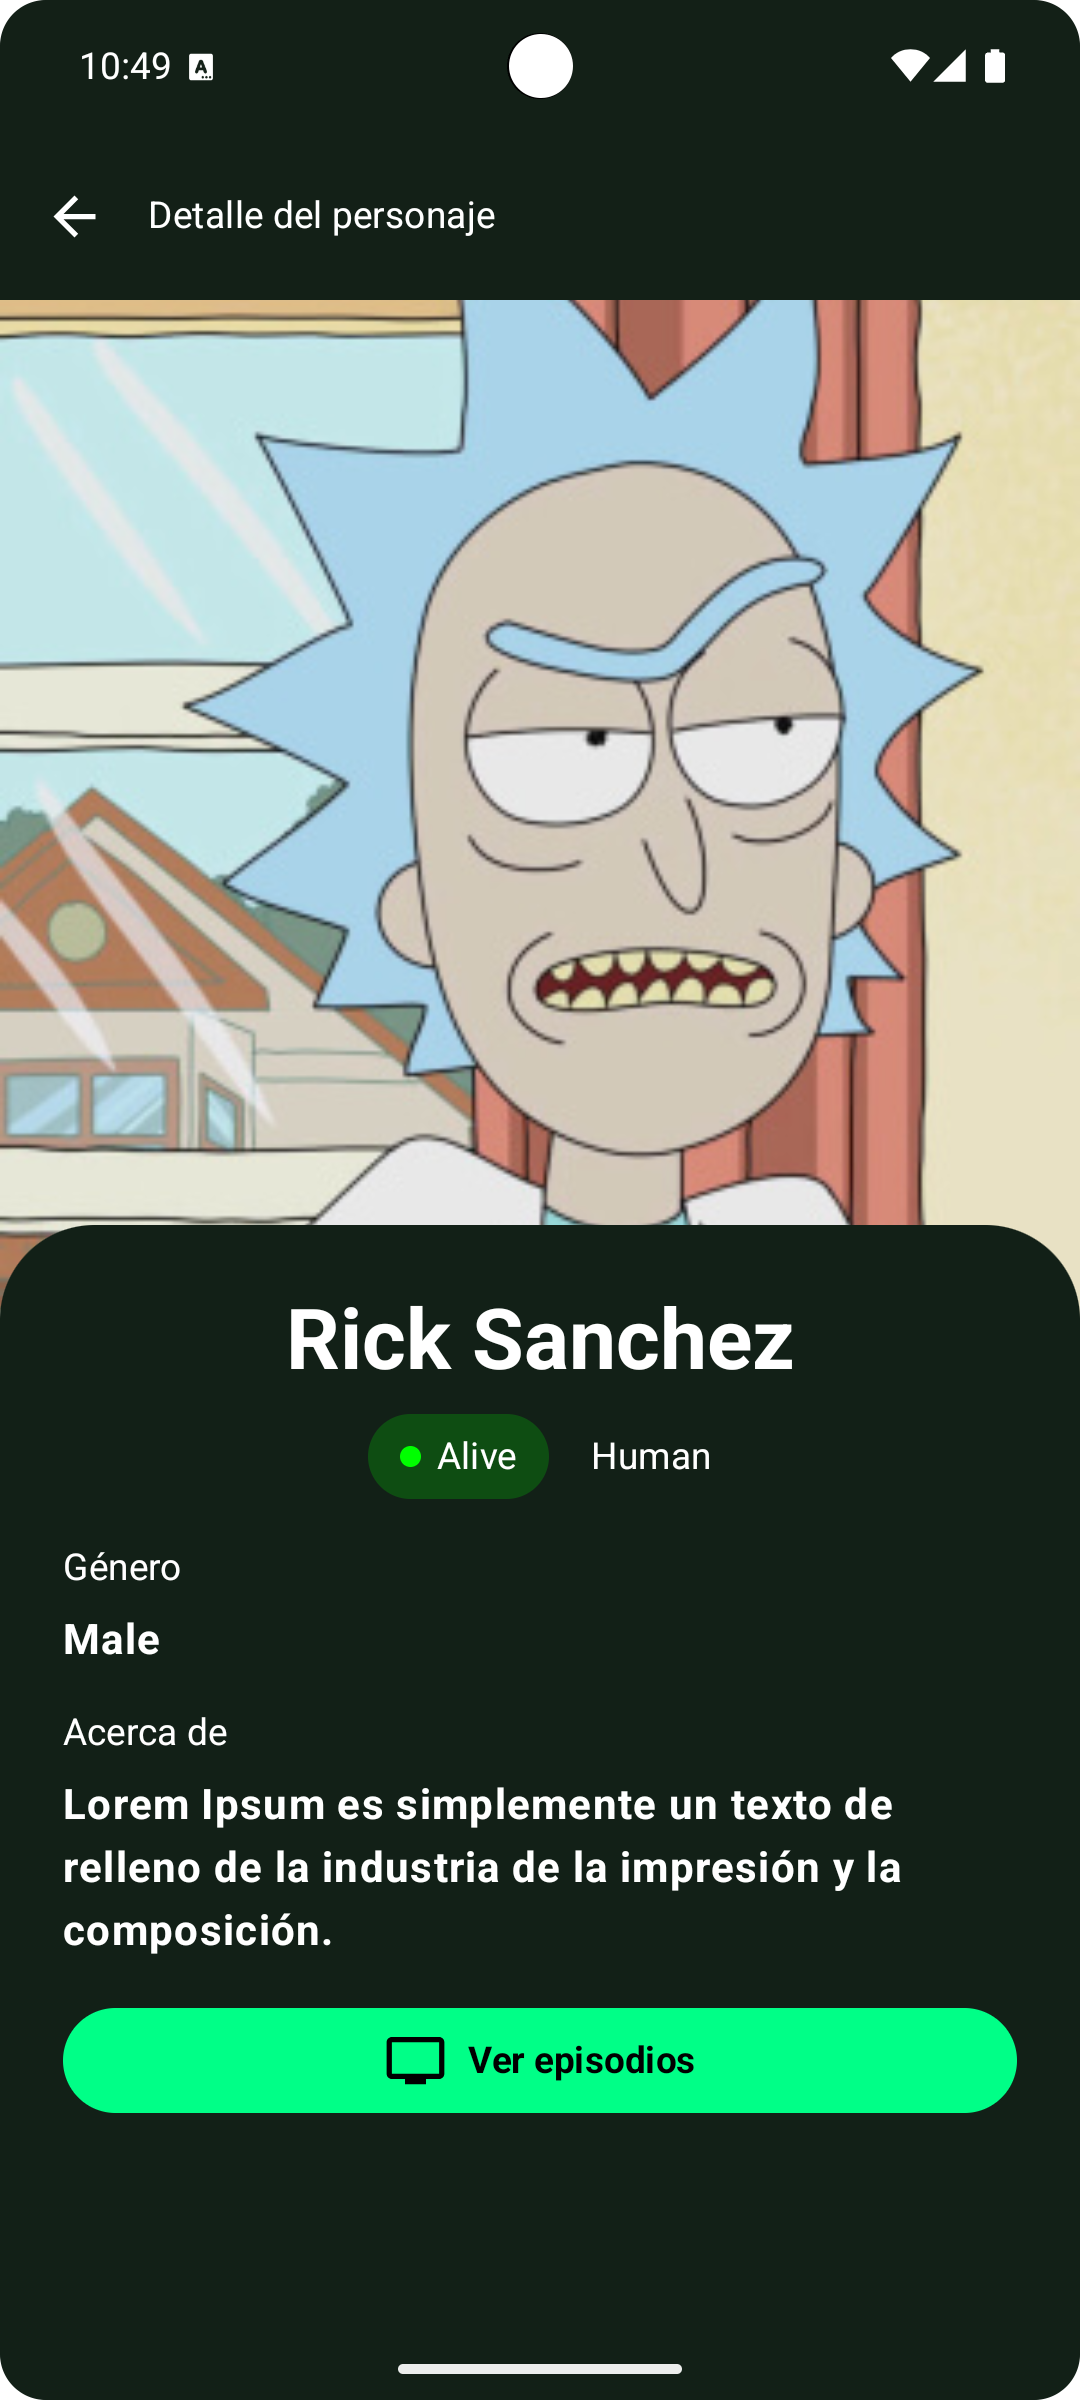 10:49
Detalle del personaje
Rick Sanchez
Alive Human
Género
Male
Acerca de
Lorem Ipsum es simplemente un texto de
relleno de la industria de la impresión y la
composición.
Ver episodios